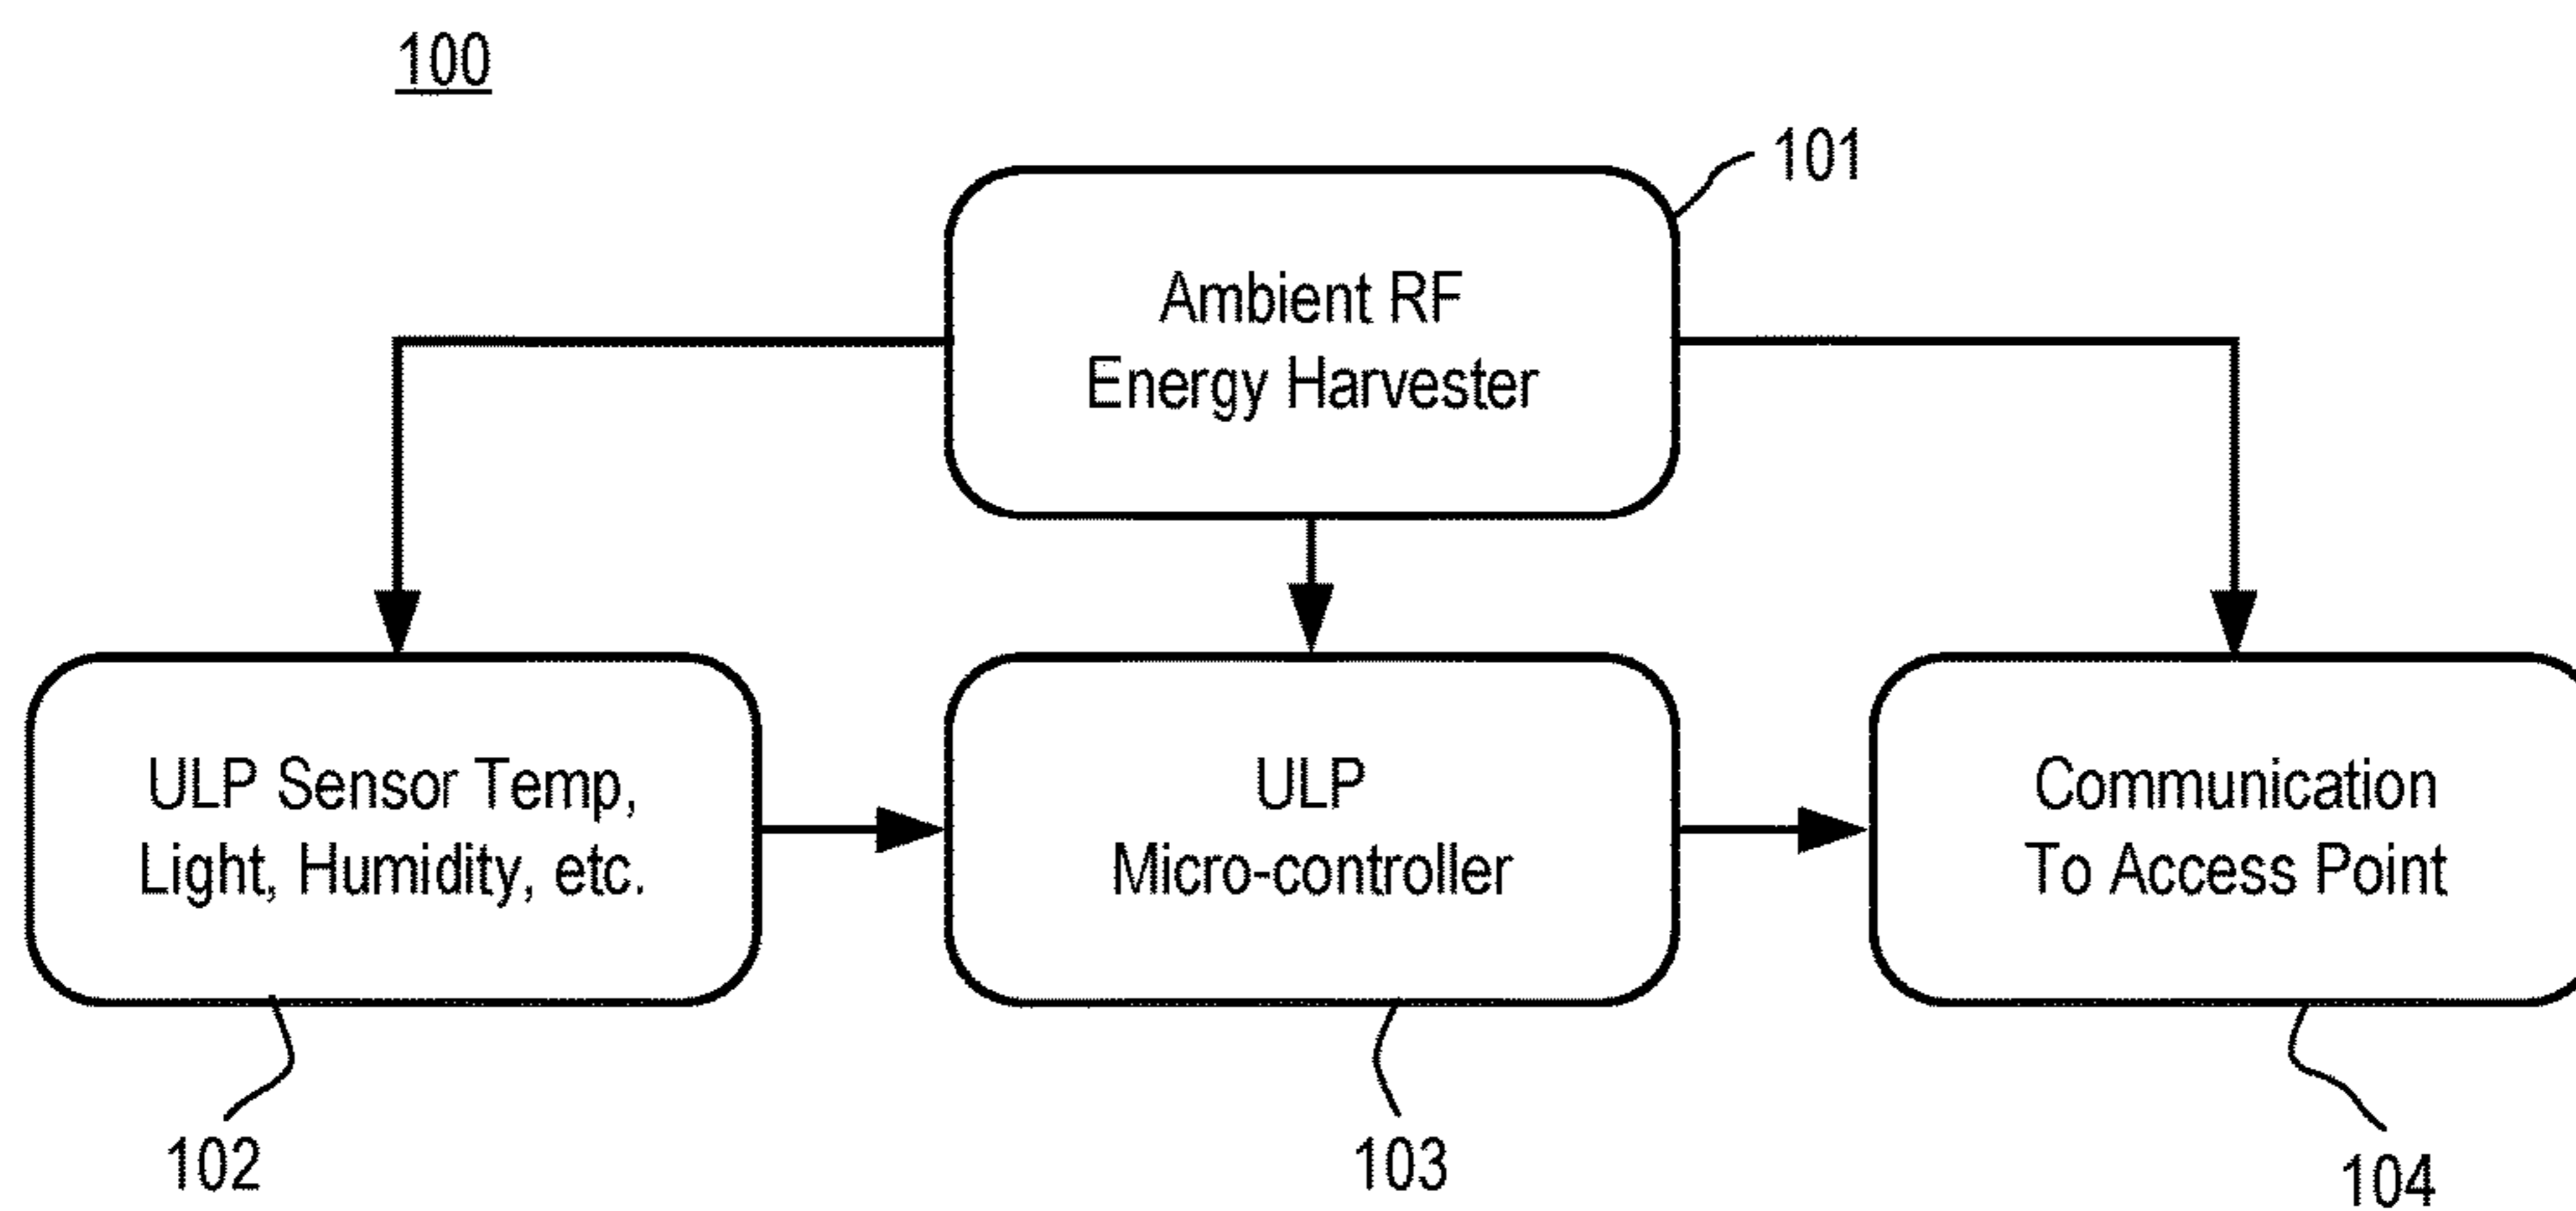 100
101
Ambient RF
Energy Harvester
ULP Sensor Temp,
Light, Humidity, etc.
ULP
Micro-controller
Communication
To Access Point
102
103
104